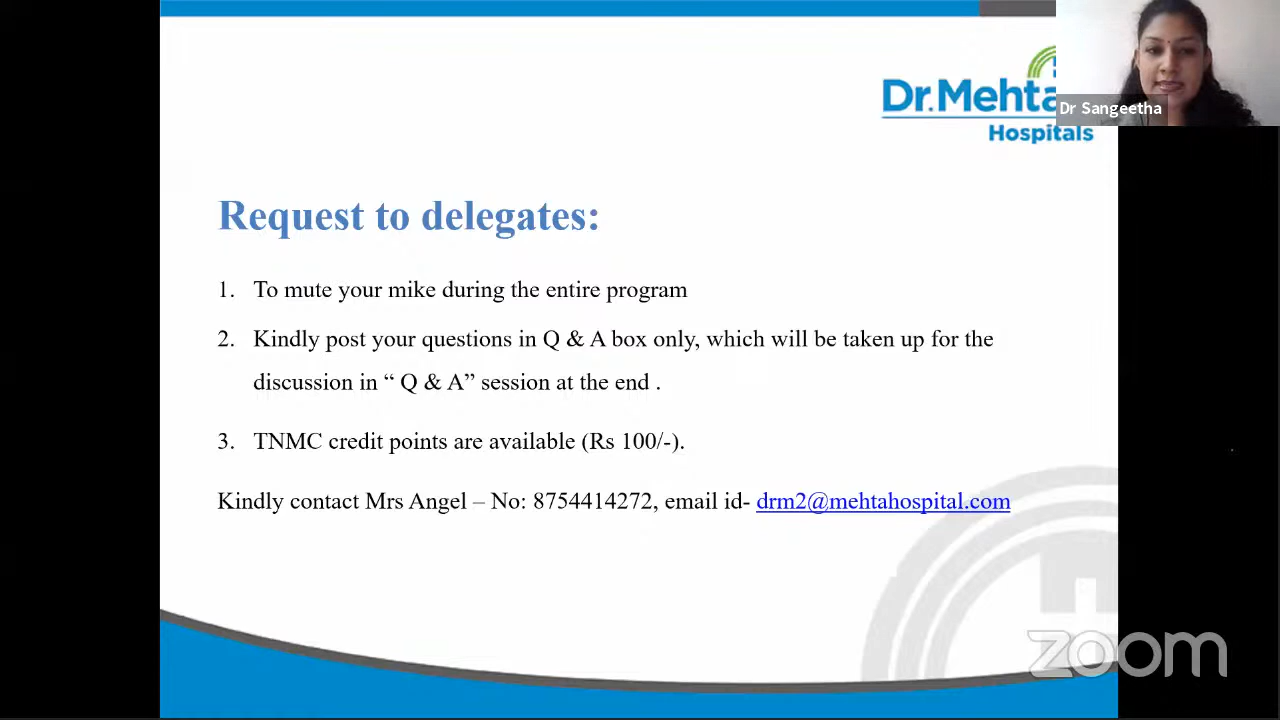 Dr.Mehta
Hospitals
Dr Sangeetha
Request to delegates:
1. To mute your mike during the entire program
2. Kindly post your questions in Q & A box only, which will be taken up for the
discussion in “ Q & A” session at the end .
3. TNMC credit points are available (Rs 100/-).
Kindly contact Mrs Angel – No: 8754414272, email id- drm2@mehtahospital.com
zoom